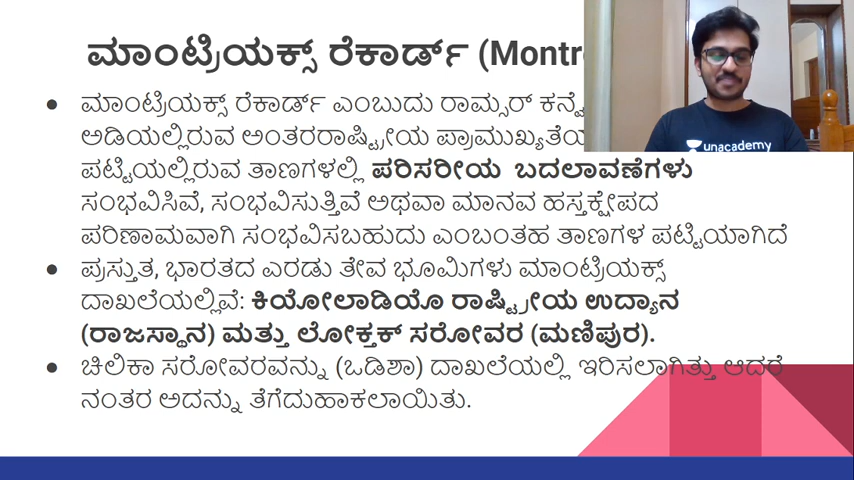 ಮಾಂಟ್ರಿಯಕ್ಸ್ ರೆಕಾರ್ಡ್ (Montr
ಮಾಂಟ್ರಿಯಕ್ಸ್ ರೆಕಾರ್ಡ್ ಎಂಬುದು ರಾಮ್ಸರ್
ಅಡಿಯಲ್ಲಿರುವ ಅಂತರರಾಷ್ಟ್ರೀಯ
ಪಟ್ಟಿಯಲ್ಲಿರುವ ತಾಣಗಳಲ್ಲಿ ಪರಿಸರೀಯ ಬದಲಾವಣೆಗಳು
ಸಂಭವಿಸಿವೆ, ಸಂಭವಿಸುತ್ತಿವೆ ಅಥವಾ ಮಾನವ ಹಸ್ತಕ್ಷೇಪದ
ಪರಿಣಾಮವಾಗಿ ಸಂಭವಿಸಬಹುದು ಎಂಬಂತಹ ತಾಣಗಳ ಪಟ್ಟಿಯಾಗಿದೆ
ಪ್ರಸ್ತುತ, ಭಾರತದ ಎರಡು ತೇವ ಭೂಮಿಗಳು ಮಾಂಟ್ರಿಯಕ್ಸ್
ದಾಖಲೆಯಲ್ಲಿವೆ: ಕಿಯೋಲಾಡಿಯೊ ರಾಷ್ಟ್ರೀಯ ಉದ್ಯಾನ
(ರಾಜಸ್ಥಾನ) ಮತ್ತು ಲೋಕ್ತಕ್ ಸರೋವರ (ಮಣಿಪುರ).
ಚಿಲಿಕಾ ಸರೋವರವನ್ನು (ಒಡಿಶಾ) ದಾಖಲೆಯಲ್ಲಿ ಇರಿಸಲಾಗಿತ್ತು ಆದರೆ
ನಂತರ ಅದನ್ನು ತೆಗೆದುಹಾಕಲಾಯಿತು.
unacademy